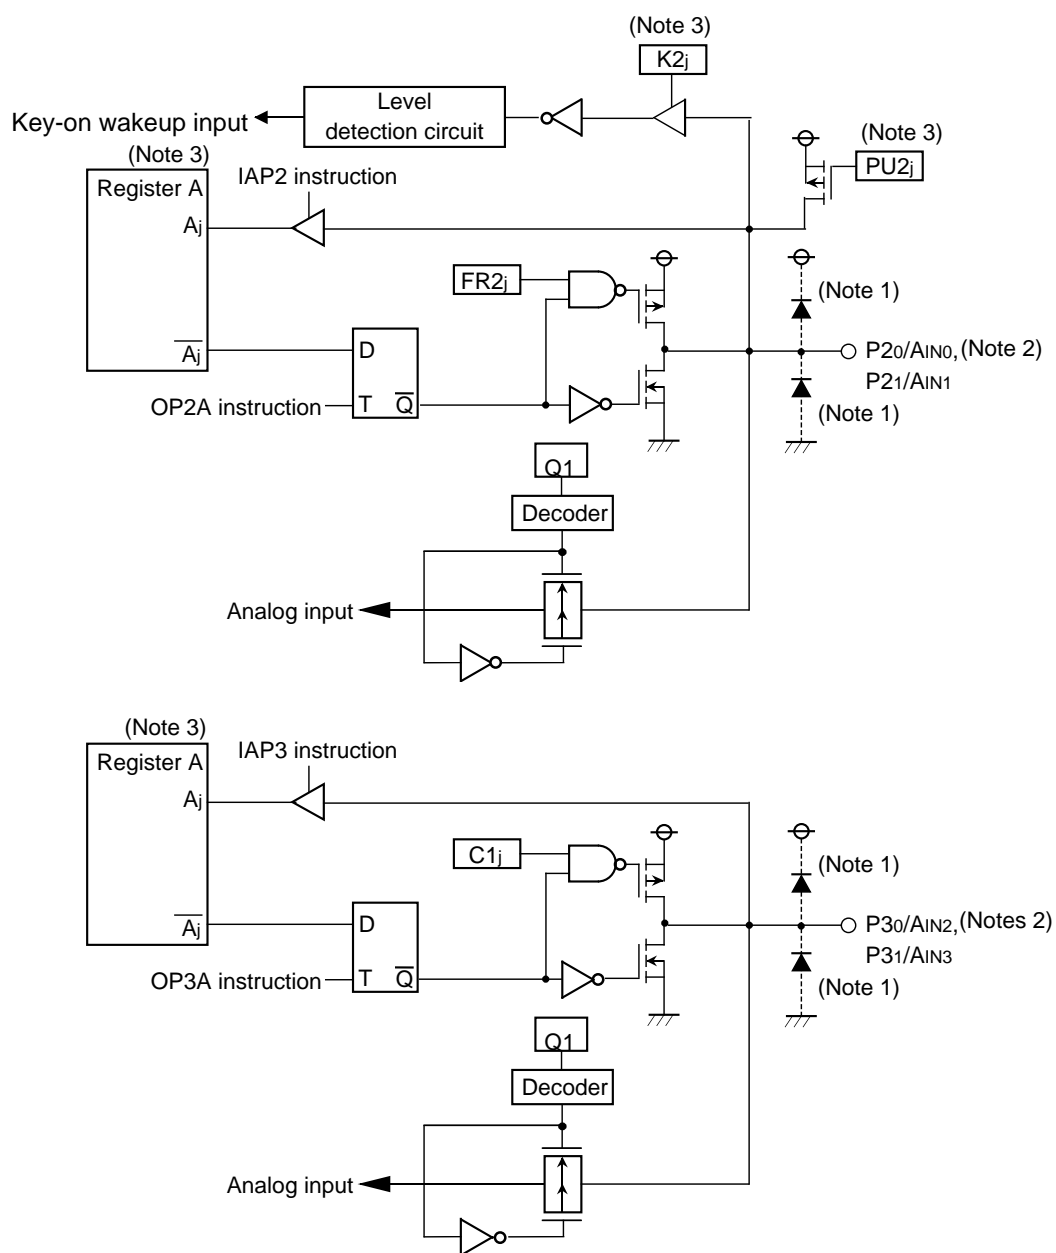 (Note 3)
K2j
Level
detection circuit
Key-on wakeup input
(Note 3)
PU2j
(Note 3)
Register A
IAP2 instruction
Aj
FR2j
(Note 1)
Aj
D
P20/AIN0, (Note 2)
P21/AIN1
OP2A instruction
T Q
(Note 1)
Q1
Decoder
Analog input
(Note 3)
Register A
IAP3 instruction
Aj
C1j
(Note 1)
Aj
D
P30/AIN2, (Notes 2)
P31/AIN3
OP3A instruction
T Q
(Note 1)
Q1
Decoder
Analog input